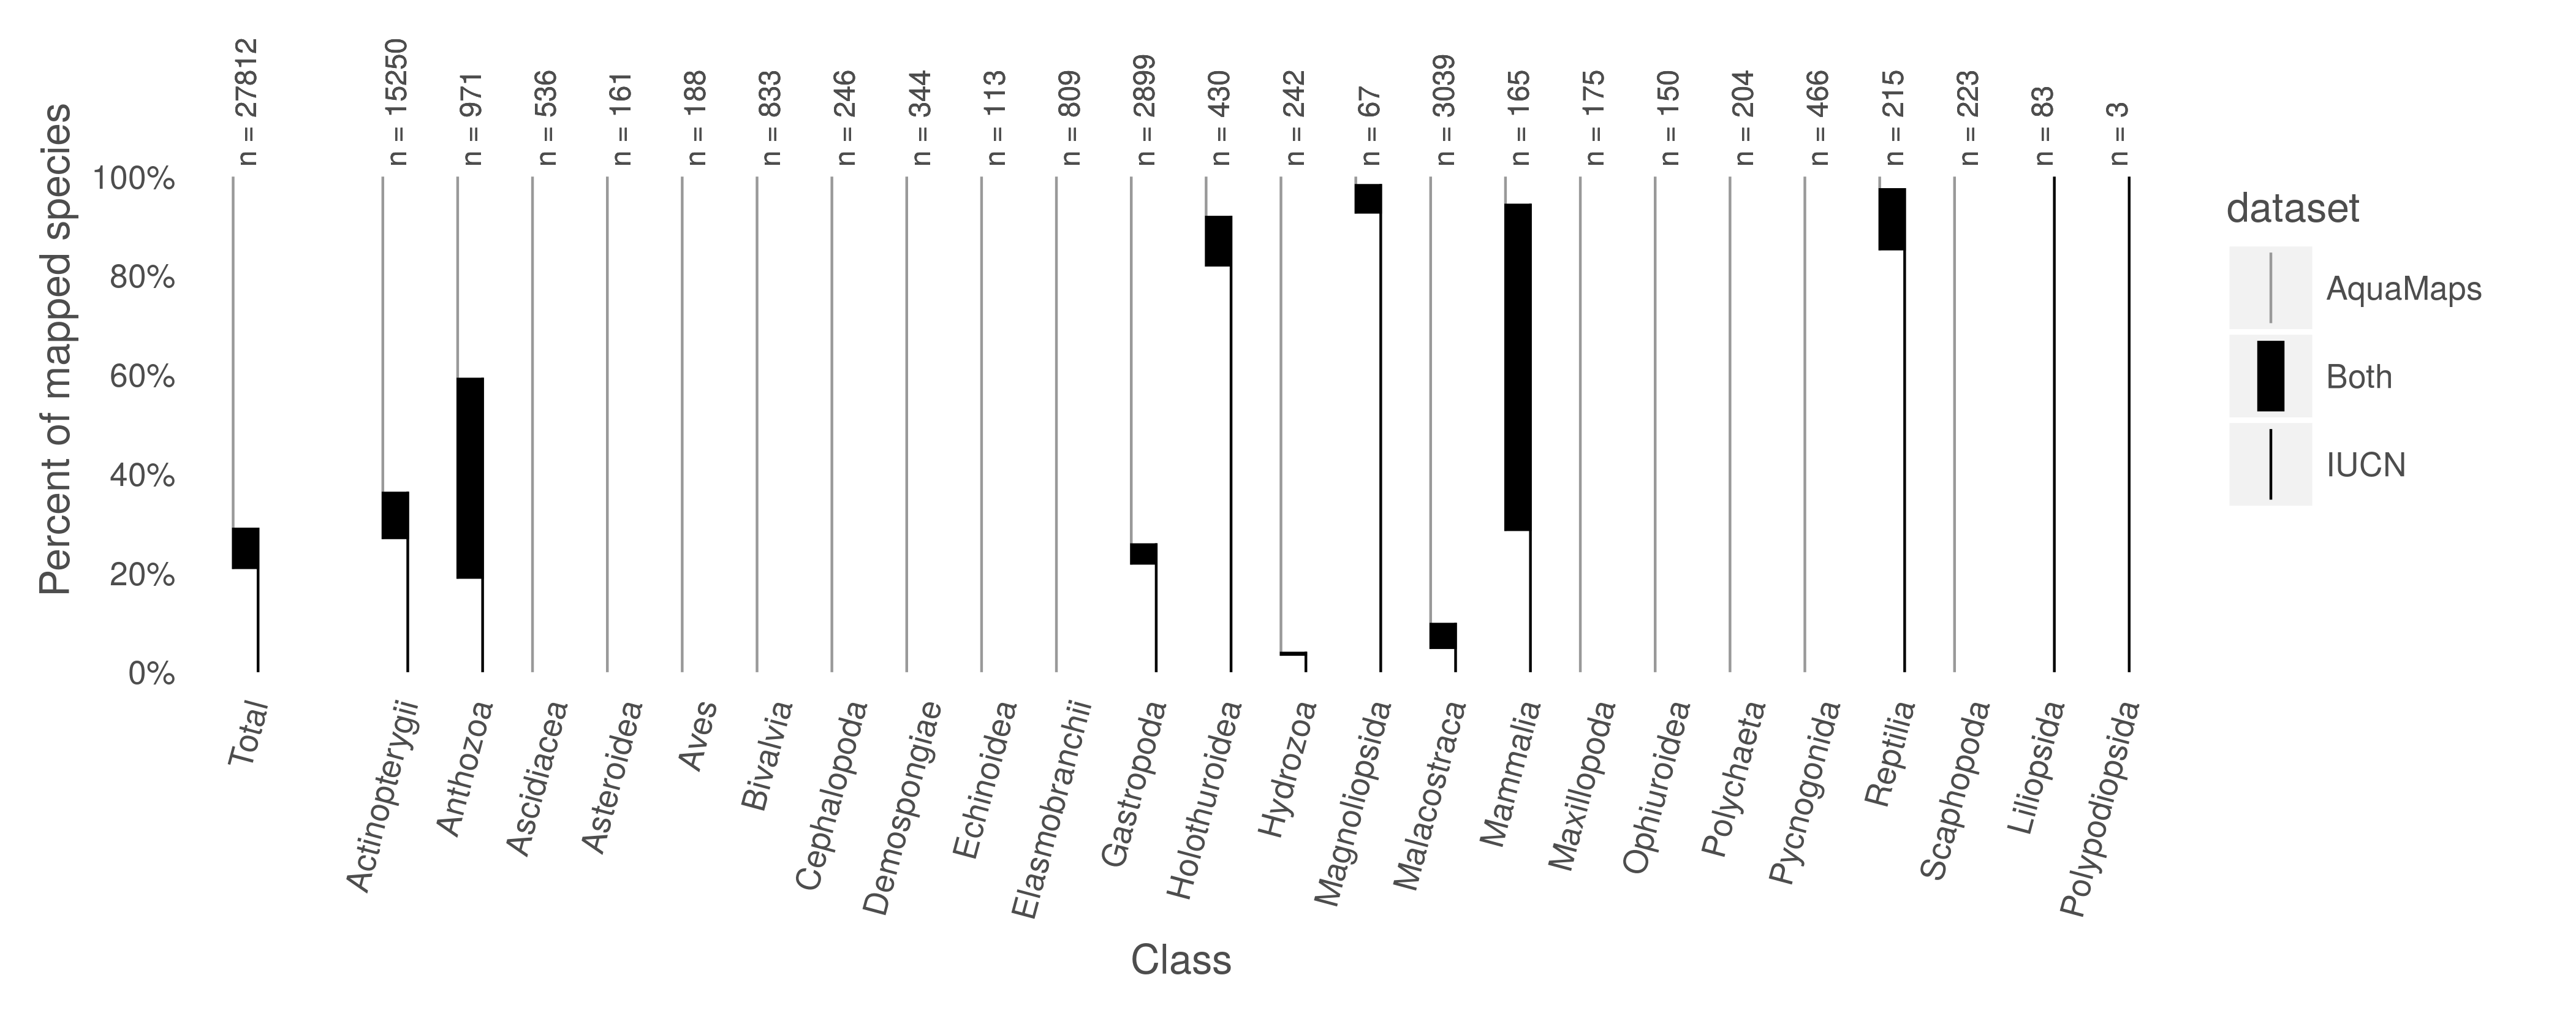 n = 27812
n = 15250
n = 971
n = 536
n = 161
n = 188
n = 833
n = 246
n = 344
n = 113
n = 809
n = 2899
n = 430
n = 242
n = 67
n = 3039
n = 165
n = 175
n = 150
n = 204
n = 466
n = 215
n = 223
n = 83
n = 3
Percent of mapped species
100%
80%
60%
40%
20%
0%
Total
Actinopterygii
Anthozoa
Ascidiacea
Asteroidea
Aves
Bivalvia
Cephalopoda
Demospongiae
Echinoidea
Elasmobranchii
Gastropoda
Holothuroidea
Hydrozoa
Magnoliopsida
Malacostraca
Mammalia
Maxillopoda
Ophiuroidea
Polychaeta
Pycnogonida
Reptilia
Scaphopoda
Liliopsida
Polypodiopsida
Class
dataset
AquaMaps
Both
IUCN